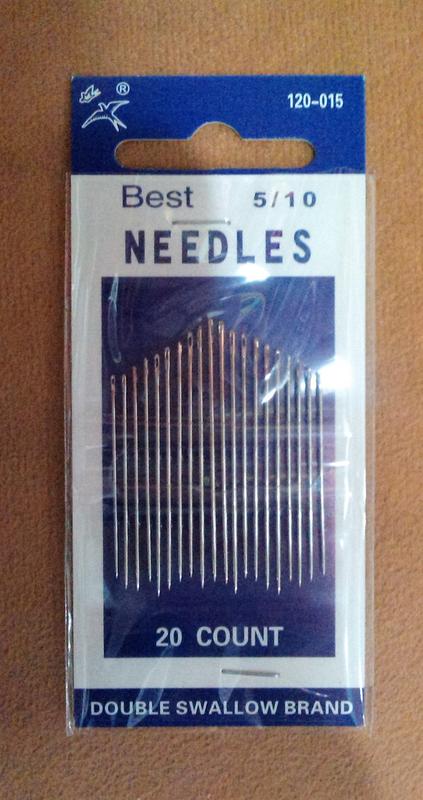 ®
120-015
Best 5/10
NEEDLES
20 COUNT
DOUBLE SWALLOW BRAND